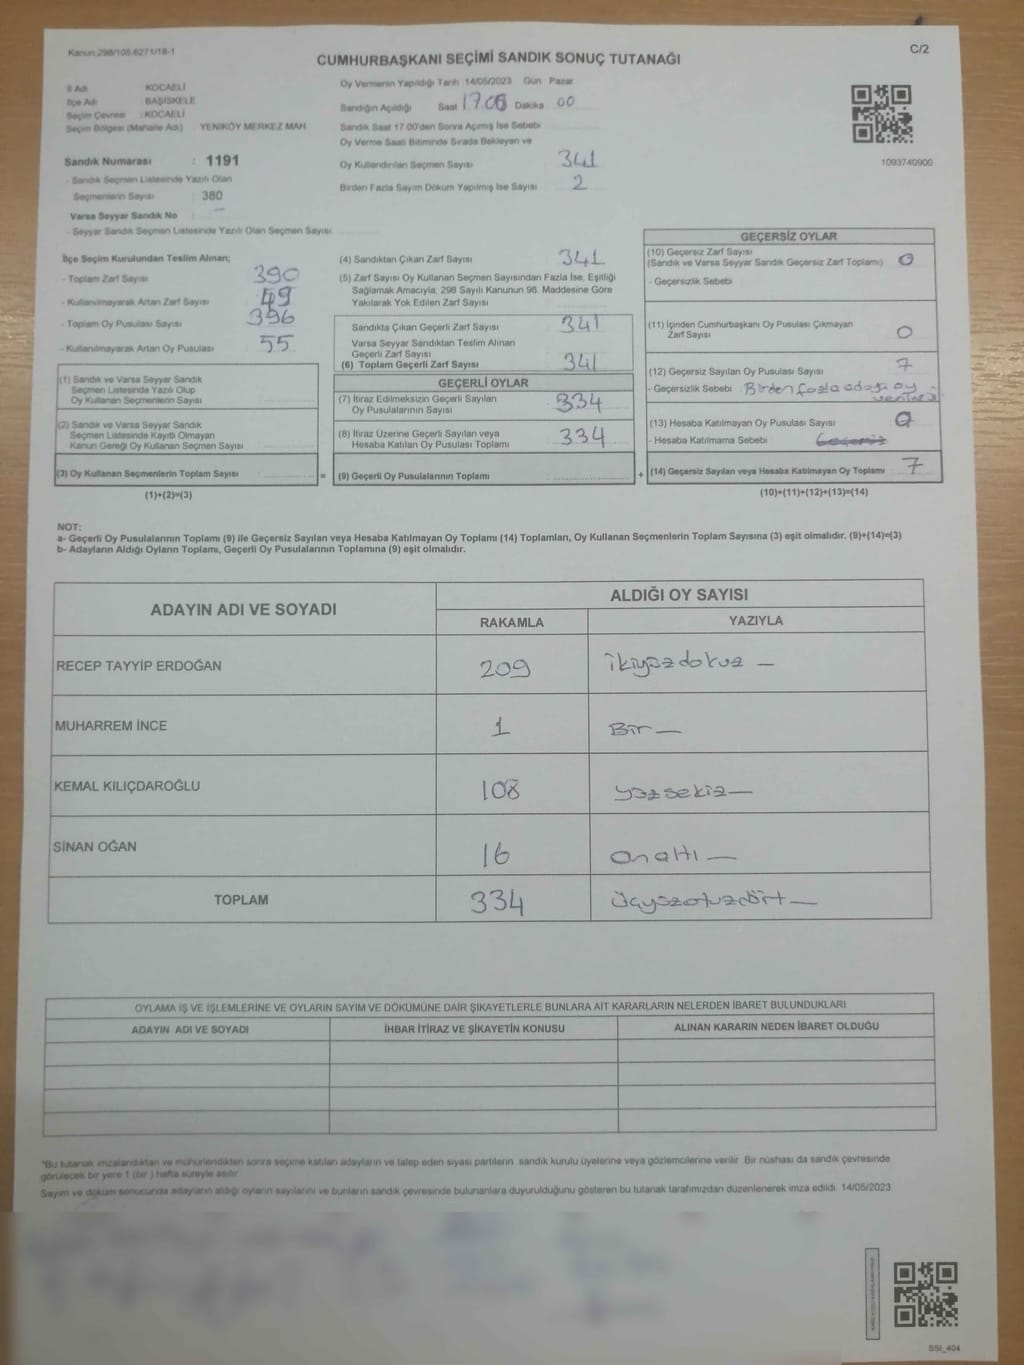 Kanun.298/105.627 I/18-1
C/2
CUMHURBAŞKANI SEÇİMİ SANDIK SONUÇ TUTANAĞI
İl Adı KOCAELİ
İlçe Adı BAŞİSKELE
Seçim Çevresi : KOCAELİ
Seçim Bölgesi (Mahalle Adı) YENİKÖY MERKEZ MAH.
Sandık Numarası : 1191
- Sandık Seçmen Listesinde Yazılı Olan
Seçmenlerin Sayısı : 380
Varsa Seyyar Sandık No : –
- Seyyar Sandık Seçmen Listesinde Yazılı Olan Seçmen Sayısı
Oy Vermenin Yapıldığı Tarih 14/05/2023 Gün Pazar
Sandığın Açıldığı Saat 17.06 Dakika 00
Sandık Saat 17.00'den Sonra Açımış İse Sebebi
Oy Verme Saati Bitiminde Sırada Bekleyen ve
Oy Kullandırılan Seçmen Sayısı 341
Birden Fazla Sayım Döküm Yapılmış İse Sayısı 2
1093740900
İlçe Seçim Kurulundan Teslim Alınan;
- Toplam Zarf Sayısı 390
- Kullanılmayarak Artan Zarf Sayısı 49
- Toplam Oy Pusulası Sayısı 396
- Kullanılmayarak Artan Oy Pusulası 55
(1) Sandık ve Varsa Seyyar Sandık
Seçmen Listesinde Yazılı Olup
Oy Kullanan Seçmenlerin Sayısı
(2) Sandık ve Varsa Seyyar Sandık
Seçmen Listesinde Kayıtlı Olmayan
Kanun Gereği Oy Kullanan Seçmen Sayısı
(3) Oy Kullanan Seçmenlerin Toplam Sayısı
=
(1)+(2)=(3)
(4) Sandıktan Çıkan Zarf Sayısı 341
(5) Zarf Sayısı Oy Kullanan Seçmen Sayısından Fazla İse, Eşitliği
Sağlamak Amacıyla, 298 Sayılı Kanunun 98. Maddesine Göre
Yakılarak Yok Edilen Zarf Sayısı
Sandıkta Çıkan Geçerli Zarf Sayısı 341
Varsa Seyyar Sandıktan Teslim Alınan
Geçerli Zarf Sayısı
(6) Toplam Geçerli Zarf Sayısı 341
GEÇERLİ OYLAR
(7) İtiraz Edilmeksizin Geçerli Sayılan
Oy Pusulalarının Sayısı 334
(8) İtiraz Üzerine Geçerli Sayılan veya
Hesaba Katılan Oy Pusulası Toplamı 334
(9) Geçerli Oy Pusulalarının Toplamı
+
GEÇERSİZ OYLAR
(10) Geçersiz Zarf Sayısı
(Sandık ve Varsa Seyyar Sandık Geçersiz Zarf Toplamı) 0
- Geçersizlik Sebebi
(11) İçinden Cumhurbaşkanı Oy Pusulası Çıkmayan
Zarf Sayısı 0
(12) Geçersiz Sayılan Oy Pusulası Sayısı 7
- Geçersizlik Sebebi Birden fazla adaya oy
verilmesi
(13) Hesaba Katılmayan Oy Pusulası Sayısı 0
- Hesaba Katılmama Sebebi
(14) Geçersiz Sayılan veya Hesaba Katılmayan Oy Toplamı 7
(10)+(11)+(12)+(13)=(14)
NOT:
a- Geçerli Oy Pusulalarının Toplamı (9) ile Geçersiz Sayılan veya Hesaba Katılmayan Oy Toplamı (14) Toplamları, Oy Kullanan Seçmenlerin Toplam Sayısına (3) eşit olmalıdır. (9)+(14)=(3)
b- Adayların Aldığı Oyların Toplamı, Geçerli Oy Pusulalarının Toplamına (9) eşit olmalıdır.
ADAYIN ADI VE SOYADI ALDIĞI OY SAYISI
RAKAMLA YAZIYLA
RECEP TAYYİP ERDOĞAN 209 ikiyüzdokuz –
MUHARREM İNCE 1 Bir –
KEMAL KILIÇDAROĞLU 108 yüzsekiz –
SİNAN OĞAN 16 onaltı –
TOPLAM 334 üçyüzotuzdört –
OYLAMA İŞ VE İŞLEMLERİNE VE OYLARIN SAYIM VE DÖKÜMÜNE DAİR ŞİKAYETLERLE BUNLARA AİT KARARLARIN NELERDEN İBARET BULUNDUKLARI
ADAYIN ADI VE SOYADI İHBAR İTİRAZ VE ŞİKAYETİN KONUSU ALINAN KARARIN NEDEN İBARET OLDUĞU
*Bu tutanak imzalandıktan ve mühürlendikten sonra seçime katılan adayların ve talep eden siyasi partilerin sandık kurulu üyelerine veya gözlemcilerine verilir. Bir nüshası da sandık çevresinde
görülecek bir yere 1 (bir) hafta süreyle asılır.
Sayım ve döküm sonucunda adayların aldığı oyların sayılarını ve bunların sandık çevresinde bulunanlara duyurulduğunu gösteren bu tutanak tarafımızdan düzenlenerek imza edildi. 14/05/2023
SSI_404